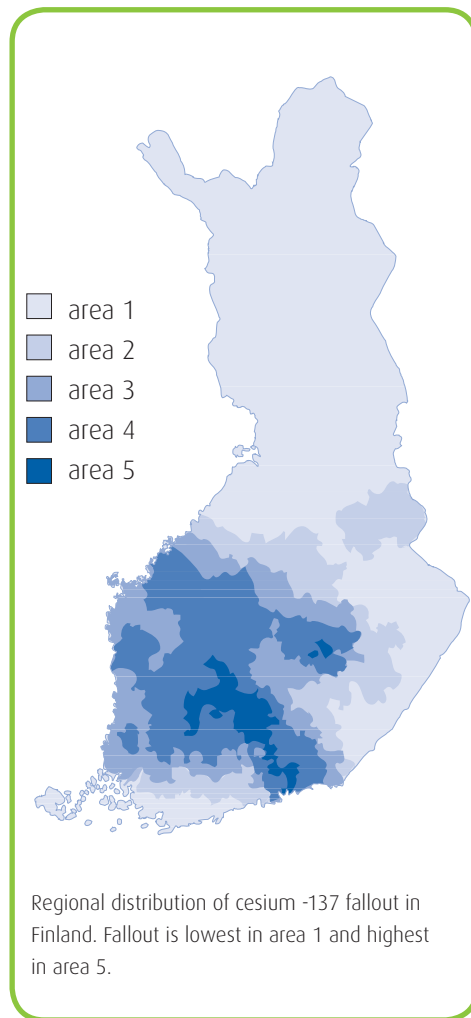 area 1
area 2
area 3
area 4
area 5
Regional distribution of cesium -137 fallout in
Finland. Fallout is lowest in area 1 and highest
in area 5.